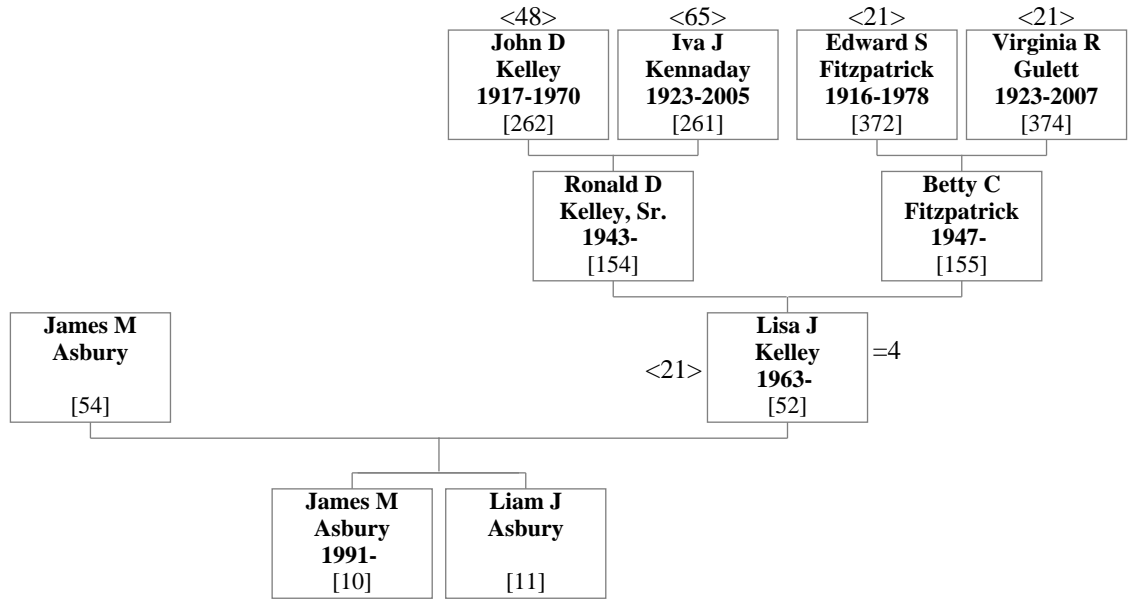 <48>
John D
Kelley
1917-1970
[262]
<65>
Iva J
Kennaday
1923-2005
[261]
<21>
Edward S
Fitzpatrick
1916-1978
[372]
<21>
Virginia R
Gulett
1923-2007
[374]
Ronald D
Kelley, Sr.
1943-
[154]
Betty C
Fitzpatrick
1947-
[155]
James M
Asbury
[54]
<21>
Lisa J
Kelley
1963-
[52]
=4
James M
Asbury
1991-
[10]
Liam J
Asbury
[11]